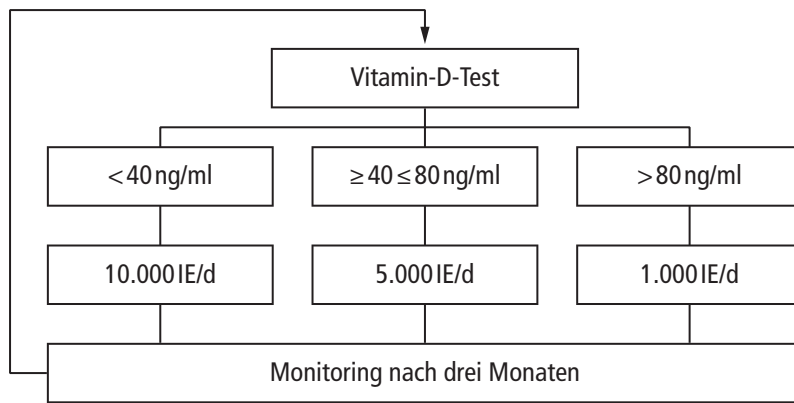 Vitamin-D-Test
<40 ng/ml
≥40≤80 ng/ml
>80 ng/ml
10.000 IE/d
5.000 IE/d
1.000 IE/d
Monitoring nach drei Monaten